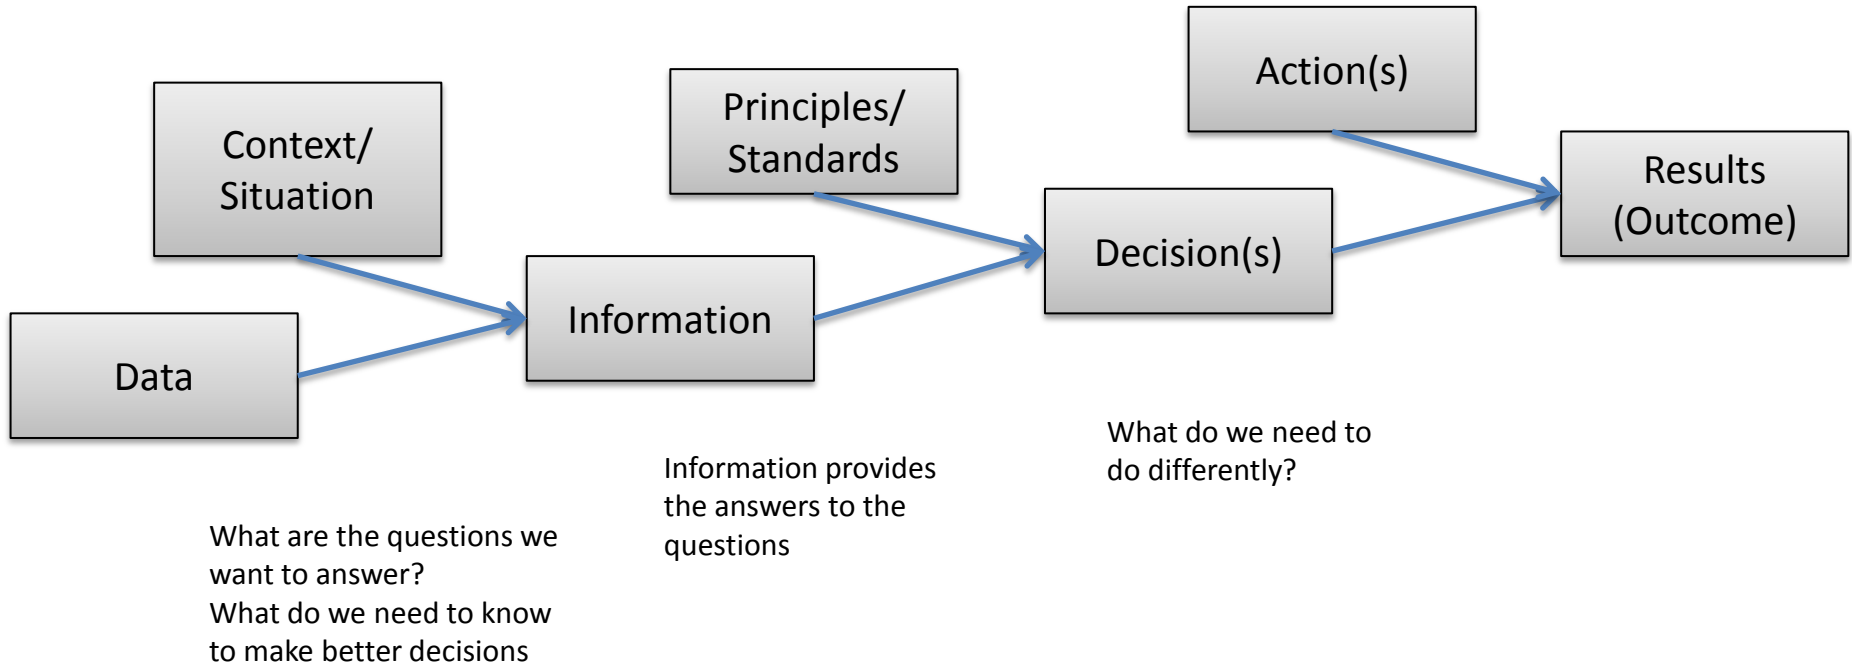 Context/
Situation
Data
Information
Principles/
Standards
Decision(s)
Action(s)
Results
(Outcome)
What are the questions we
want to answer?
What do we need to know
to make better decisions
Information provides
the answers to the
questions
What do we need to
do differently?